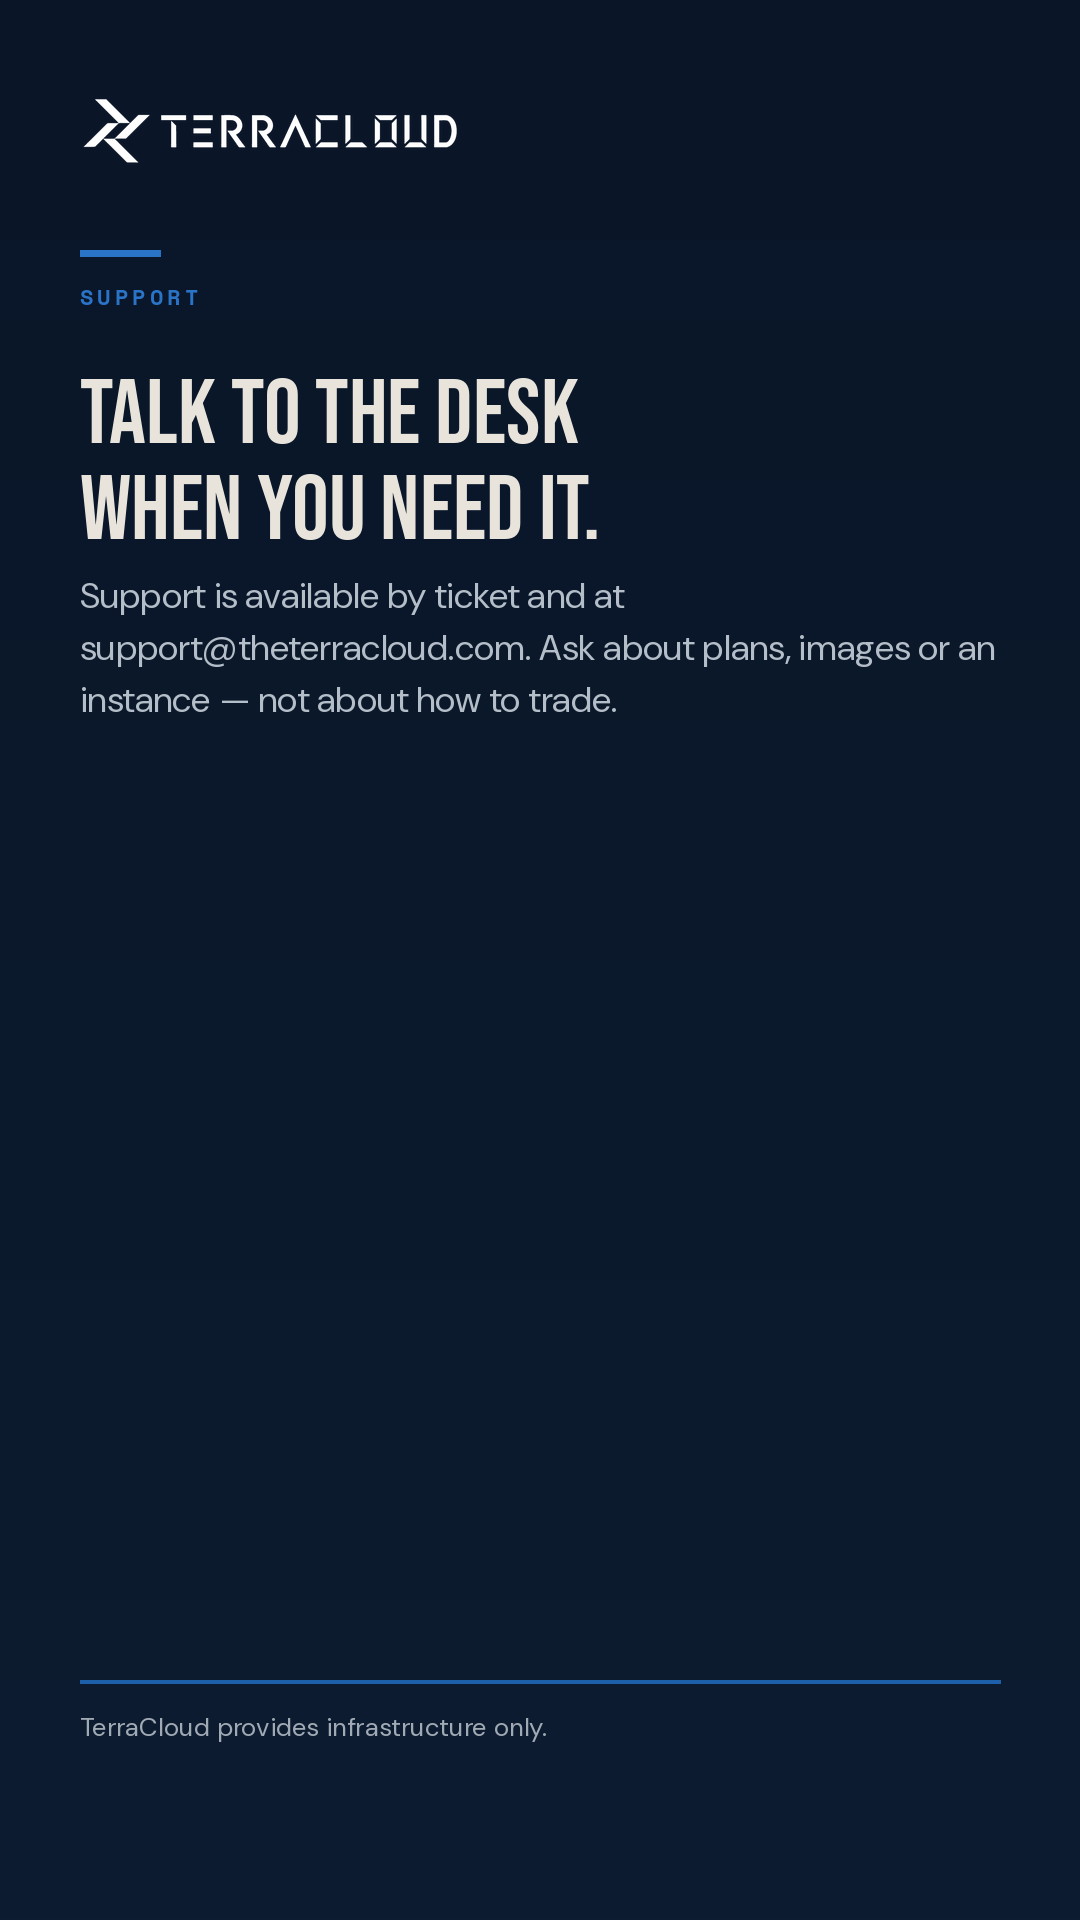 TERRACLOUD
SUPPORT
TALK TO THE DESK
WHEN YOU NEED IT.
Support is available by ticket and at
support@theterracloud.com. Ask about plans, images or an
instance — not about how to trade.
TerraCloud provides infrastructure only.